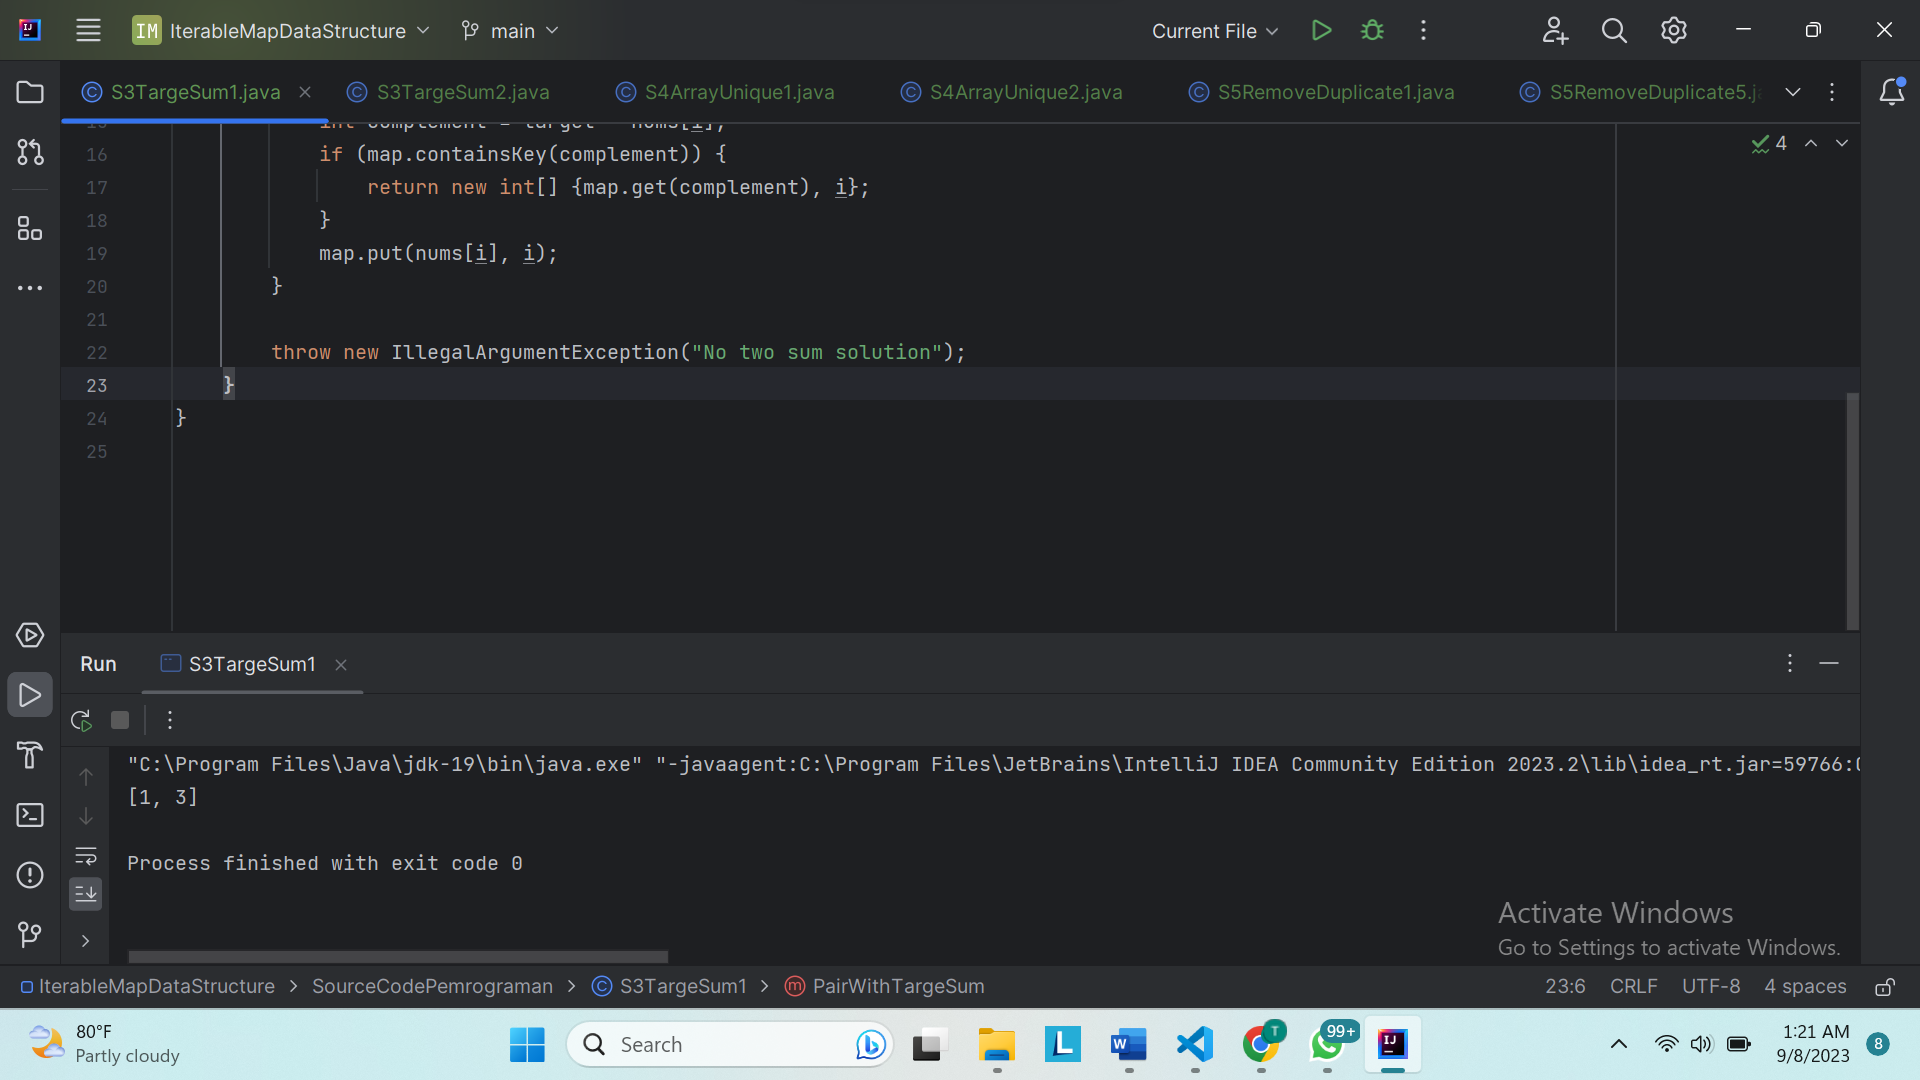 IM IterableMapDataStructure main Current File
S3TargeSum1.java S3TargeSum2.java S4ArrayUnique1.java S4ArrayUnique2.java S5RemoveDuplicate1.java S5RemoveDuplicate5.j
int complement = target - nums[i];
16 if (map.containsKey(complement)) {
17 return new int[] {map.get(complement), i};
18 }
19 map.put(nums[i], i);
20 }
21
22 throw new IllegalArgumentException("No two sum solution");
23 }
24 }
25
4
Run S3TargeSum1
"C:\Program Files\Java\jdk-19\bin\java.exe" "-javaagent:C:\Program Files\JetBrains\IntelliJ IDEA Community Edition 2023.2\lib\idea_rt.jar=59766:
[1, 3]
Process finished with exit code 0
Activate Windows
Go to Settings to activate Windows.
IterableMapDataStructure > SourceCodePemrograman > S3TargeSum1 > PairWithTargeSum 23:6 CRLF UTF-8 4 spaces
80°F
Partly cloudy
Search
99+
1:21 AM
9/8/2023
8